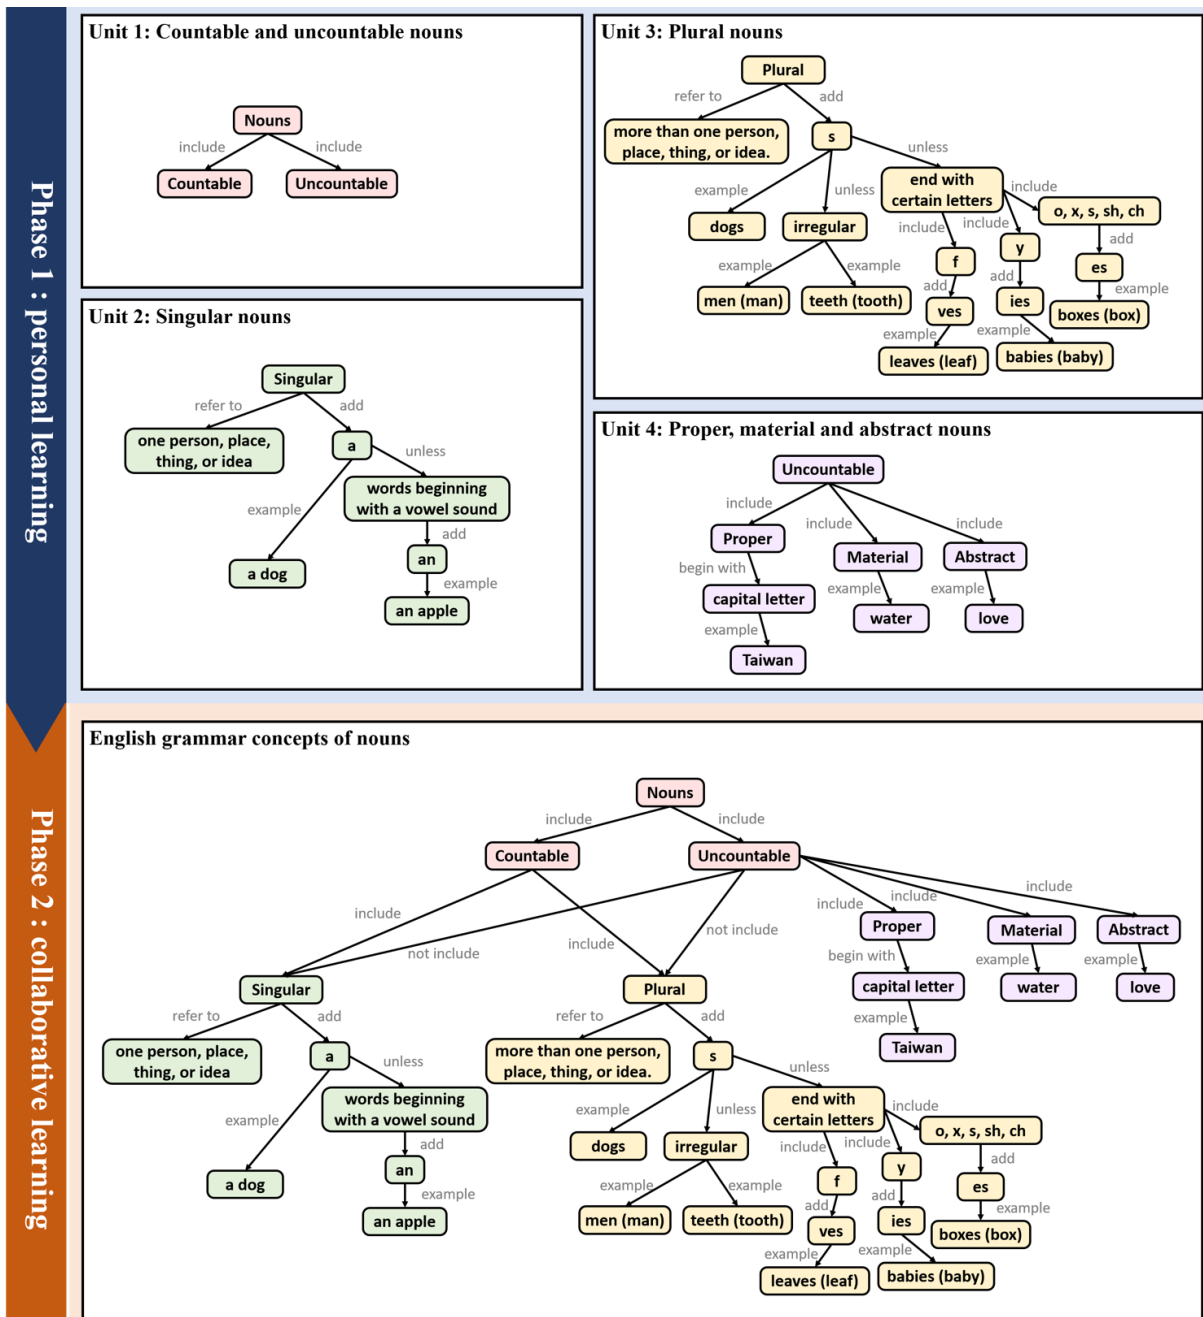 Phase 1 : personal learning
Unit 1: Countable and uncountable nouns
Nouns
include
include
Countable
Uncountable
Unit 2: Singular nouns
Singular
refer to
add
one person, place,
thing, or idea
a
unless
words beginning
with a vowel sound
example
add
a dog
an
example
an apple
Unit 3: Plural nouns
Plural
refer to
add
more than one person,
place, thing, or idea.
s
unless
example
unless
end with
certain letters
include
dogs
irregular
include
include
o, x, s, sh, ch
example
example
f
y
add
add
add
es
men (man)
teeth (tooth)
ves
ies
example
example
example
boxes (box)
leaves (leaf)
babies (baby)
Unit 4: Proper, material and abstract nouns
Uncountable
include
include
include
Proper
Material
Abstract
begin with
example
example
capital letter
water
love
example
Taiwan
Phase 2 : collaborative learning
English grammar concepts of nouns
Nouns
include
include
Countable
Uncountable
include
not include
include
not include
include
include
include
Proper
Material
Abstract
begin with
example
example
capital letter
water
love
example
Taiwan
Singular
refer to
add
one person, place,
thing, or idea
a
unless
words beginning
with a vowel sound
example
add
a dog
an
example
an apple
Plural
refer to
add
more than one person,
place, thing, or idea.
s
unless
example
unless
end with
certain letters
include
dogs
irregular
include
include
o, x, s, sh, ch
example
example
f
y
add
add
add
es
men (man)
teeth (tooth)
ves
ies
example
example
example
boxes (box)
leaves (leaf)
babies (baby)